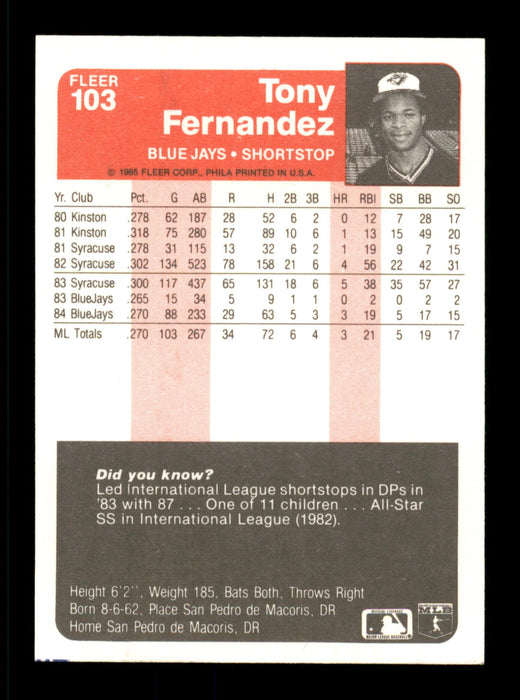 FLEER
103
Tony
Fernandez
BLUE JAYS • SHORTSTOP
© 1985 FLEER CORP., PHILA PRINTED IN U.S.A.
Yr. Club Pct. G AB R H 2B 3B HR RBI SB BB SO
80 Kinston .278 62 187 28 52 6 2 0 12 7 28 17
81 Kinston .318 75 280 57 89 10 6 1 13 15 49 20
81 Syracuse .278 31 115 13 32 6 2 1 19 9 7 15
82 Syracuse .302 134 523 78 158 21 6 4 56 22 42 31
83 Syracuse .300 117 437 65 131 18 6 5 38 35 57 27
83 BlueJays .265 15 34 5 9 1 1 0 2 0 2 2
84 BlueJays .270 88 233 29 63 5 3 3 19 5 17 15
ML Totals .270 103 267 34 72 6 4 3 21 5 19 17
Did you know?
Led International League shortstops in DPs in
'83 with 87 . . . One of 11 children . . . All-Star
SS in International League (1982).
Height 6'2", Weight 185, Bats Both, Throws Right
Born 8-6-62, Place San Pedro de Macoris, DR
Home San Pedro de Macoris, DR
OFFICIAL LICENSEE
MAJOR LEAGUE BASEBALL
MLB